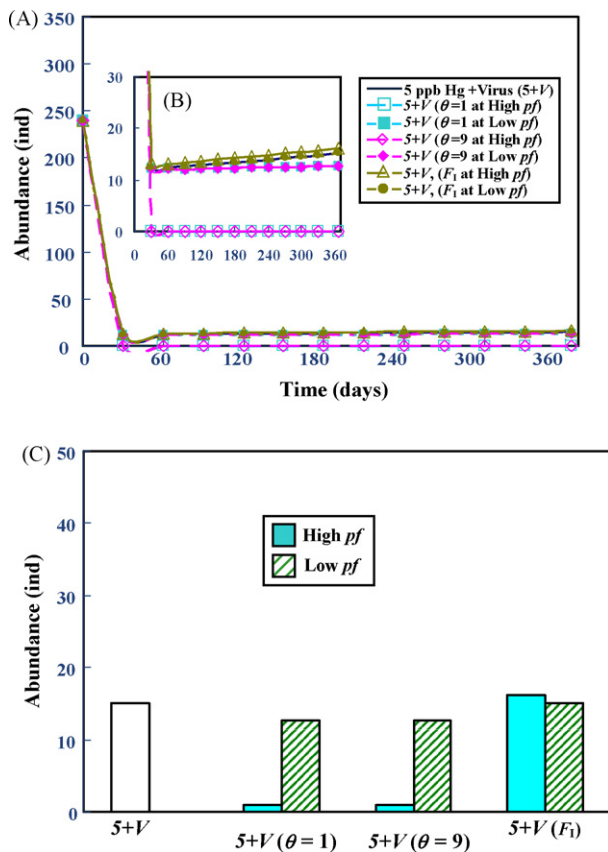 (A)
350
300
250
200
150
100
50
0
Abundance (ind)
0 60 120 180 240 300 360
Time (days)
(B)
30
20
10
0
0 60 120 180 240 300 360
5 ppb Hg +Virus (5+V)
5+V (θ=1 at High pf)
5+V (θ=1 at Low pf)
5+V (θ=9 at High pf)
5+V (θ=9 at Low pf)
5+V, (FI at High pf)
5+V, (FI at Low pf)
(C)
50
40
30
20
10
0
Abundance (ind)
High pf
Low pf
5+V 5+V (θ = 1) 5+V (θ = 9) 5+V (FI)